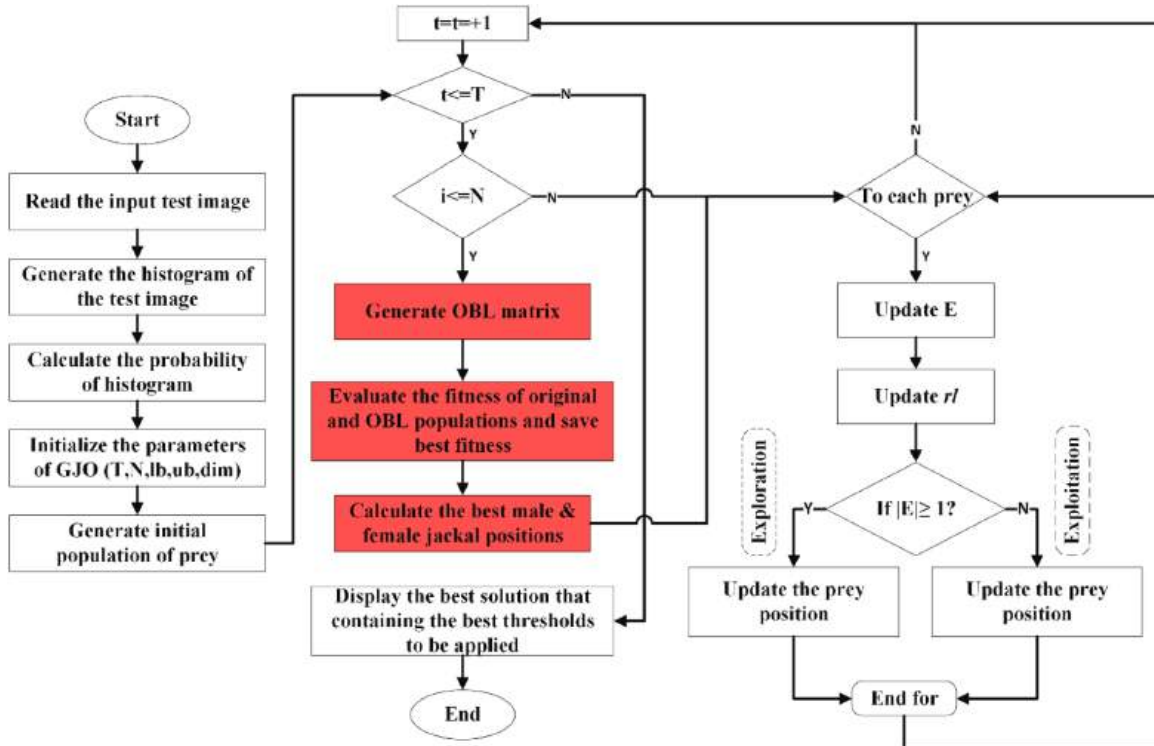 Start
Read the input test image
Generate the histogram of
the test image
Calculate the probability
of histogram
Initialize the parameters
of GJO (T,N,lb,ub,dim)
Generate initial
population of prey
t=t=+1
t<=T
N
Y
i<=N
N
Y
Generate OBL matrix
Evaluate the fitness of original
and OBL populations and save
best fitness
Calculate the best male &
female jackal positions
Display the best solution that
containing the best thresholds
to be applied
End
N
To each prey
Y
Update E
Update rl
Exploration
Exploitation
Y
If |E|≥ 1?
N
Update the prey
position
Update the prey
position
End for